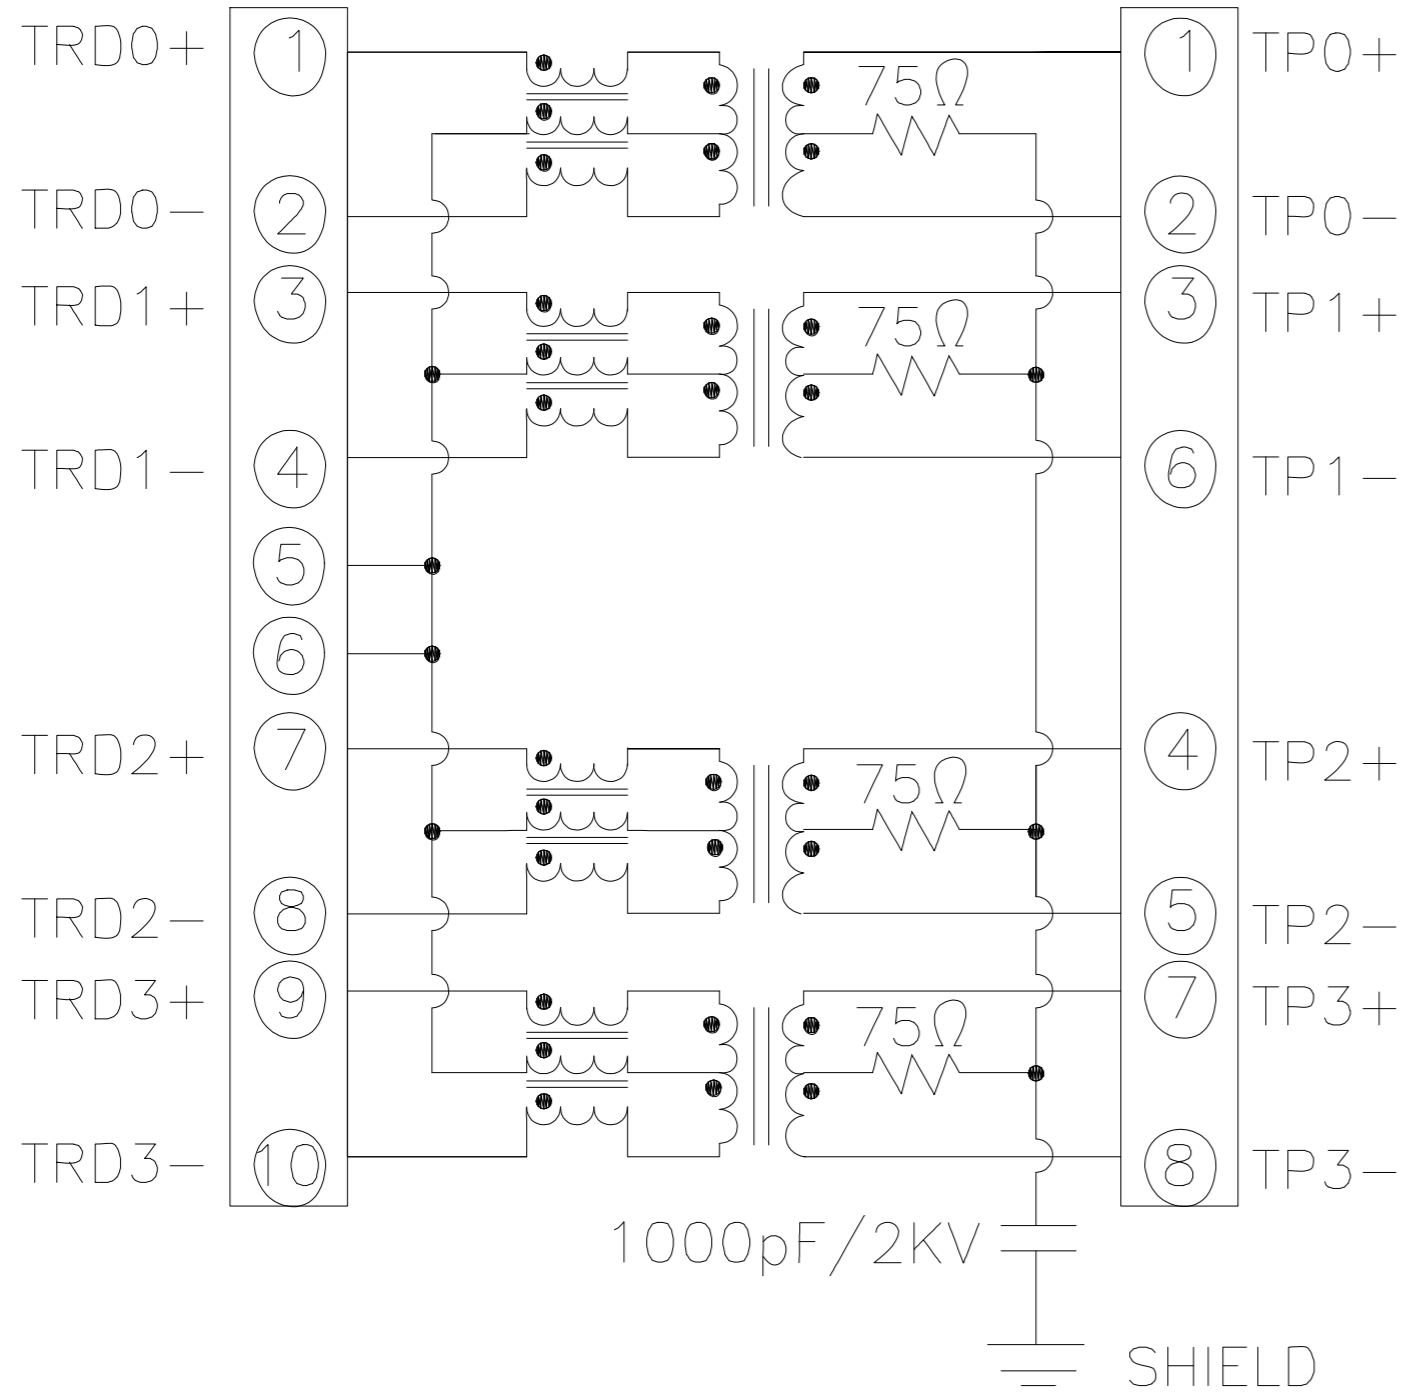 TRD0+ 1 75Ω 1 TP0+
TRD0- 2 2 TP0-
TRD1+ 3 75Ω 3 TP1+
TRD1- 4 6 TP1-
5
6
TRD2+ 7 75Ω 4 TP2+
TRD2- 8 5 TP2-
TRD3+ 9 75Ω 7 TP3+
TRD3- 10 8 TP3-
1000pF/2KV
SHIELD